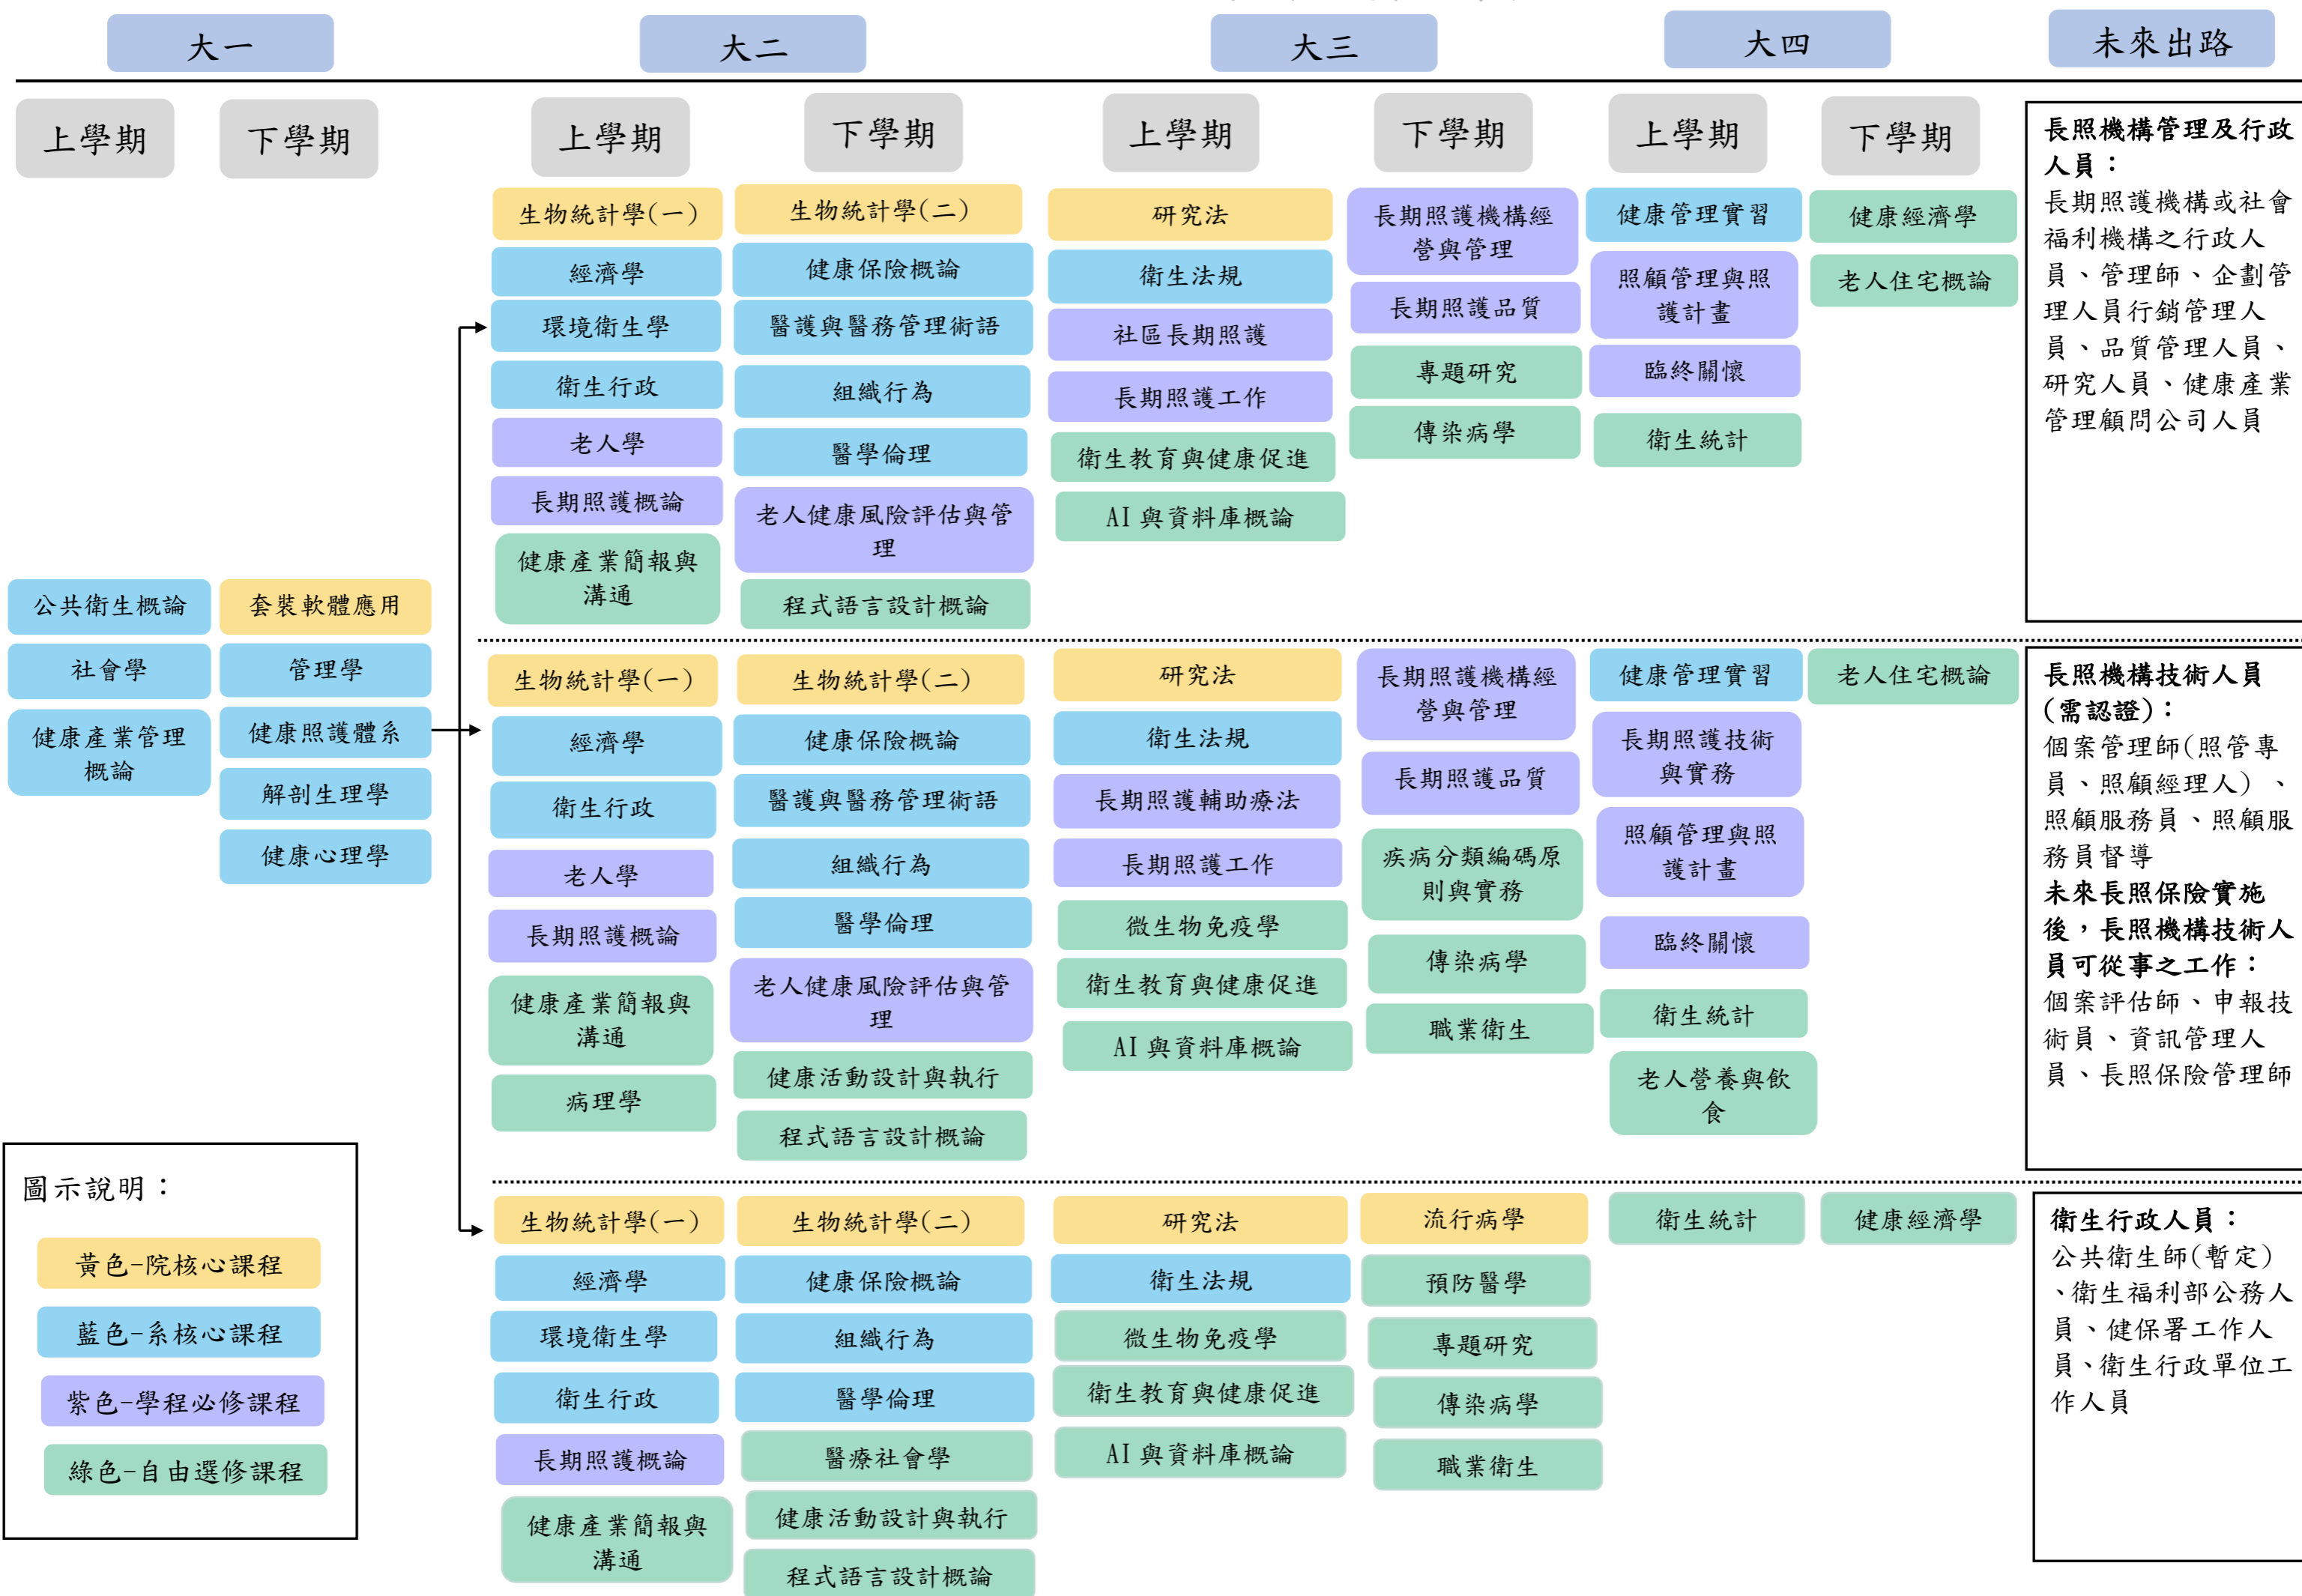 大一
大二
大三
大四
未來出路
上學期
下學期
上學期
下學期
上學期
下學期
上學期
下學期
公共衛生概論
社會學
健康產業管理
概論
套裝軟體應用
管理學
健康照護體系
解剖生理學
健康心理學
生物統計學(一)
經濟學
環境衛生學
衛生行政
老人學
長期照護概論
健康產業簡報與
溝通
生物統計學(二)
健康保險概論
醫護與醫務管理術語
組織行為
醫學倫理
老人健康風險評估與管
理
程式語言設計概論
研究法
衛生法規
社區長期照護
長期照護工作
衛生教育與健康促進
AI 與資料庫概論
長期照護機構經
營與管理
長期照護品質
專題研究
傳染病學
健康管理實習
照顧管理與照
護計畫
臨終關懷
衛生統計
健康經濟學
老人住宅概論
長照機構管理及行政
人員：
長期照護機構或社會
福利機構之行政人
員、管理師、企劃管
理人員行銷管理人
員、品質管理人員、
研究人員、健康產業
管理顧問公司人員
生物統計學(一)
經濟學
衛生行政
老人學
長期照護概論
健康產業簡報與
溝通
病理學
生物統計學(二)
健康保險概論
醫護與醫務管理術語
組織行為
醫學倫理
老人健康風險評估與管
理
健康活動設計與執行
程式語言設計概論
研究法
衛生法規
長期照護輔助療法
長期照護工作
微生物免疫學
衛生教育與健康促進
AI 與資料庫概論
長期照護機構經
營與管理
長期照護品質
疾病分類編碼原
則與實務
傳染病學
職業衛生
健康管理實習
長期照護技術
與實務
照顧管理與照
護計畫
臨終關懷
衛生統計
老人營養與飲
食
老人住宅概論
長照機構技術人員
(需認證)：
個案管理師(照管專
員、照顧經理人) 、
照顧服務員、照顧服
務員督導
未來長照保險實施
後，長照機構技術人
員可從事之工作：
個案評估師、申報技
術員、資訊管理人
員、長照保險管理師
生物統計學(一)
經濟學
環境衛生學
衛生行政
長期照護概論
健康產業簡報與
溝通
生物統計學(二)
健康保險概論
組織行為
醫學倫理
醫療社會學
健康活動設計與執行
程式語言設計概論
研究法
衛生法規
微生物免疫學
衛生教育與健康促進
AI 與資料庫概論
流行病學
預防醫學
專題研究
傳染病學
職業衛生
衛生統計
健康經濟學
衛生行政人員：
公共衛生師(暫定)
、衛生福利部公務人
員、健保署工作人
員、衛生行政單位工
作人員
圖示說明：
黃色-院核心課程
藍色-系核心課程
紫色-學程必修課程
綠色-自由選修課程